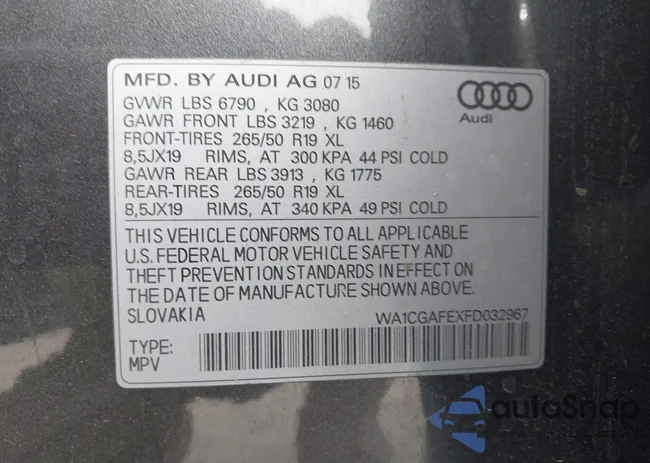 MFD. BY AUDI AG 07 15
GVWR LBS 6790 , KG 3080
GAWR FRONT LBS 3219 , KG 1460
FRONT-TIRES 265/50 R19 XL
8,5JX19 RIMS, AT 300 KPA 44 PSI COLD
GAWR REAR LBS 3913 , KG 1775
REAR-TIRES 265/50 R19 XL
8,5JX19 RIMS, AT 340 KPA 49 PSI COLD
Audi
THIS VEHICLE CONFORMS TO ALL APPLICABLE
U.S. FEDERAL MOTOR VEHICLE SAFETY AND
THEFT PREVENTION STANDARDS IN EFFECT ON
THE DATE OF MANUFACTURE SHOWN ABOVE.
SLOVAKIA WA1CGAFEXFD032967
TYPE:
MPV
autoSnap